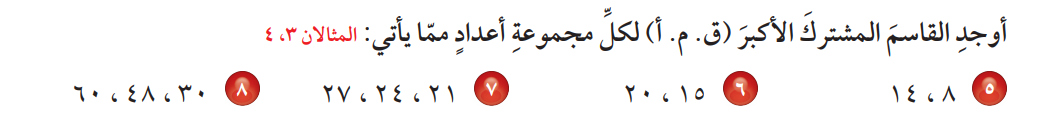 أوجدِ القاسمَ المشتركَ الأكبرَ (ق. م. أ) لكلِّ مجموعةِ أعدادٍ ممّا يأتي: المثالان ٣، ٤
٥ ٨ ، ١٤ ٦ ١٥ ، ٢٠ ٧ ٢١ ، ٢٤ ، ٢٧ ٨ ٣٠ ، ٤٨ ، ٦٠